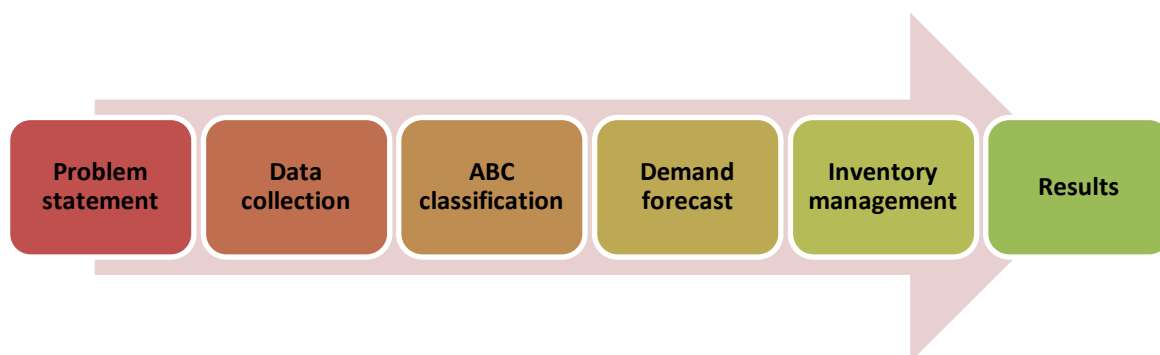 Problem
statement
Data
collection
ABC
classification
Demand
forecast
Inventory
management
Results